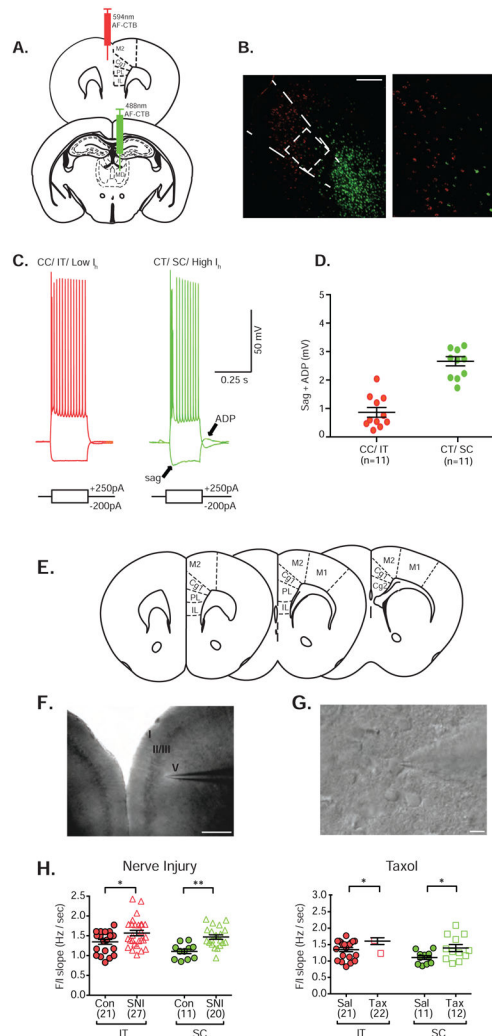 A.
594nm
AF-CTB
M2
Cg1
PL
IL
488nm
AF-CTB
MD
B.
C.
CC/ IT/ Low Ih
CT/ SC/ High Ih
50 mV
0.25 s
ADP
sag
+250pA
-200pA
+250pA
-200pA
D.
Sag + ADP (mV)
5
4
3
2
1
0
CC/ IT
(n=11)
CT/ SC
(n=11)
E.
M2
Cg1
PL
IL
M2
M1
Cg1
PL
IL
M2
M1
Cg1
Cg2
F.
I
II/III
V
G.
H.
Nerve Injury
F/I slope (Hz / sec)
2.5
2.0
1.5
1.0
0.5
0.0
*
**
Con
(21)
SNI
(27)
Con
(11)
SNI
(20)
IT
SC
Taxol
F/I slope (Hz / sec)
3.0
2.5
2.0
1.5
1.0
0.5
0.0
*
*
Sal
(21)
Tax
(22)
Sal
(11)
Tax
(12)
IT
SC